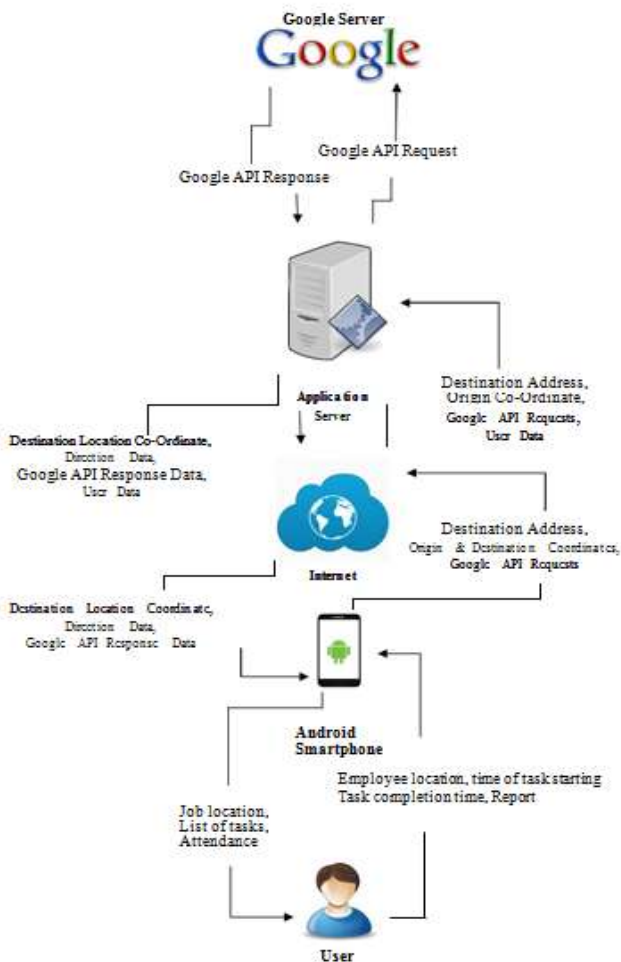 Google Server
Google
Google API Request
Google API Response
Application
Server
Destination Address,
Origin Co-Ordinate,
Google API Requests,
User Data
Destination Location Co-Ordinate,
Direction Data,
Google API Response Data,
User Data
Internet
Destination Address,
Origin & Destination Coordinates,
Google API Requests
Destination Location Coordinate,
Direction Data,
Google API Response Data
Android
Smartphone
Employee location, time of task starting
Task completion time, Report
Job location,
List of tasks,
Attendance
User